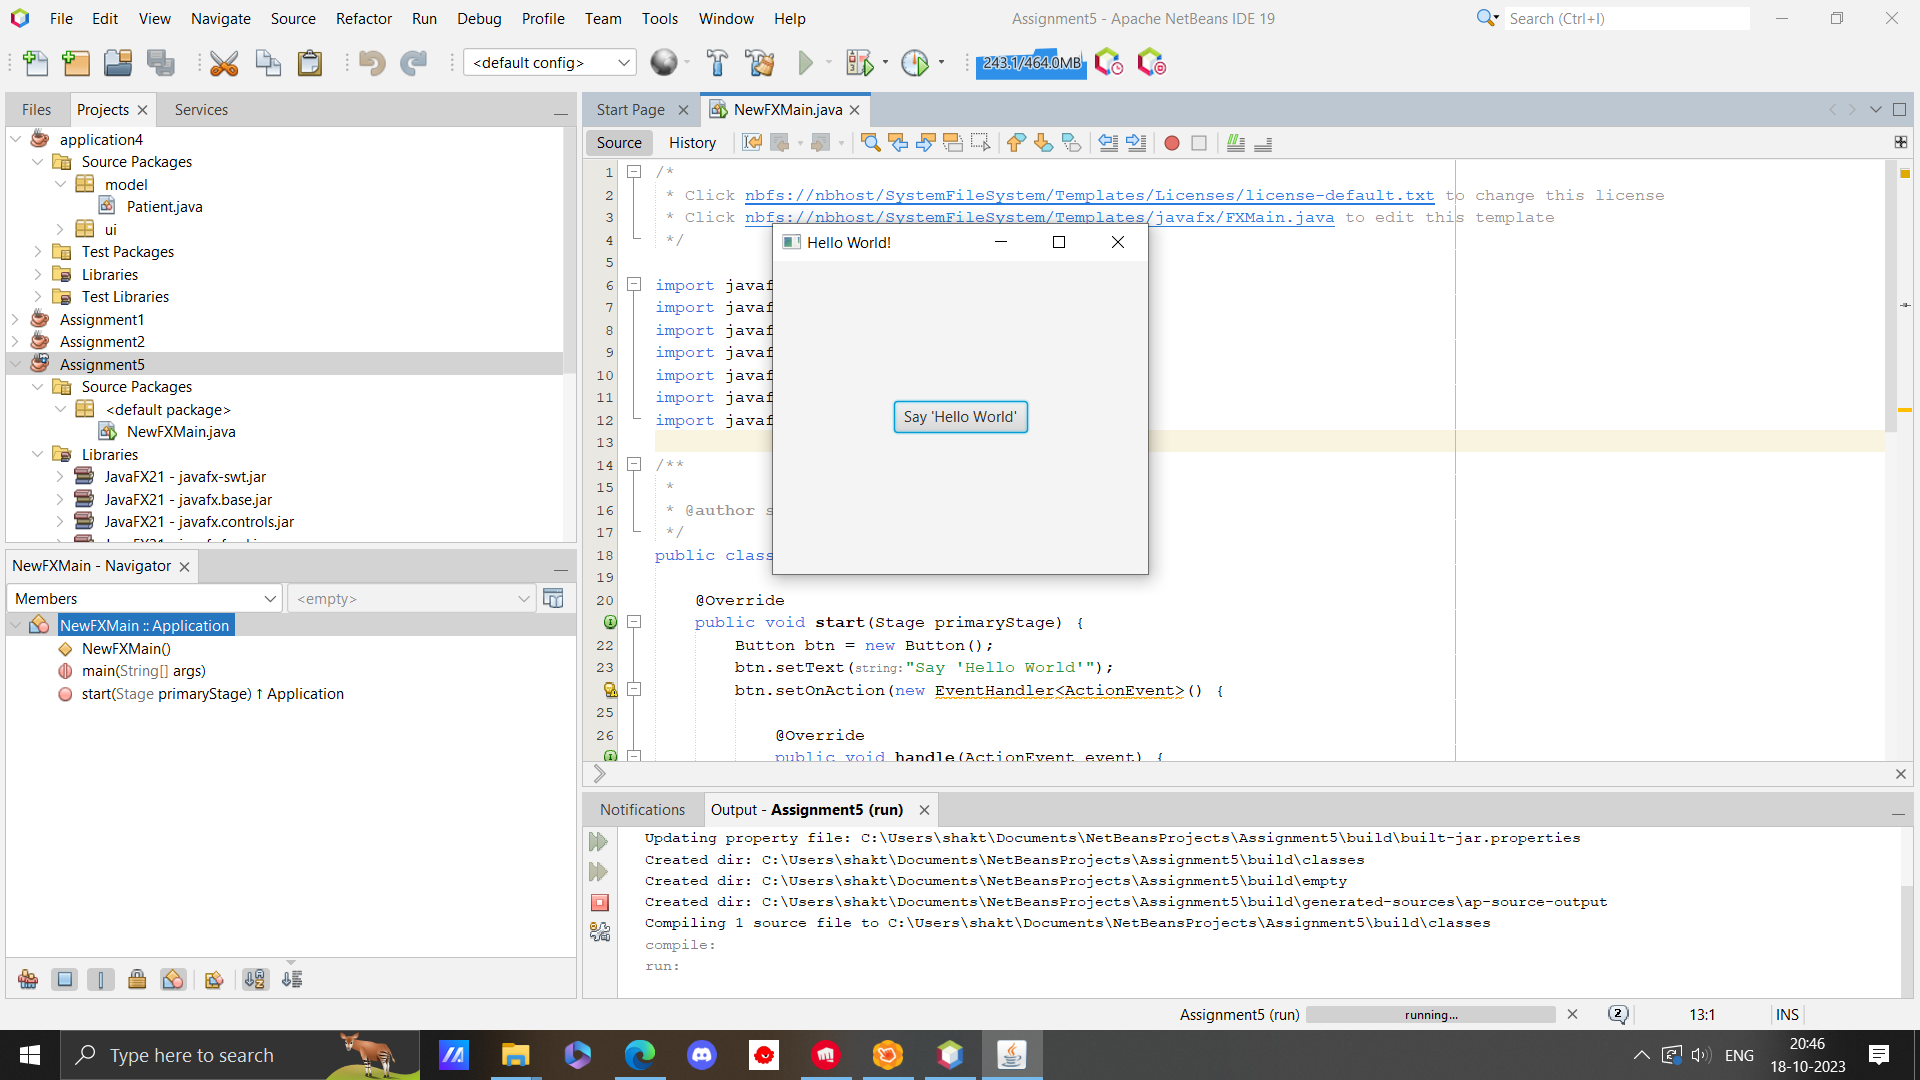 File Edit View Navigate Source Refactor Run Debug Profile Team Tools Window Help
Assignment5 - Apache NetBeans IDE 19
Search (Ctrl+I)
<default config>
243.1/464.0MB
Files Projects Services
application4
Source Packages
model
Patient.java
ui
Test Packages
Libraries
Test Libraries
Assignment1
Assignment2
Assignment5
Source Packages
<default package>
NewFXMain.java
Libraries
JavaFX21 - javafx-swt.jar
JavaFX21 - javafx.base.jar
JavaFX21 - javafx.controls.jar
NewFXMain - Navigator
Members
<empty>
NewFXMain :: Application
NewFXMain()
main(String[] args)
start(Stage primaryStage) ↑ Application
Start Page NewFXMain.java
Source History
1 /*
2 * Click nbfs://nbhost/SystemFileSystem/Templates/Licenses/license-default.txt to change this license
3 * Click nbfs://nbhost/SystemFileSystem/Templates/javafx/FXMain.java to edit this template
4 */
5
6 import javaf
7 import javaf
8 import javaf
9 import javaf
10 import javaf
11 import javaf
12 import javaf
13
14 /**
15 *
16 * @author s
17 */
18 public class
19
20 @Override
public void start(Stage primaryStage) {
22 Button btn = new Button();
23 btn.setText(string:"Say 'Hello World'");
btn.setOnAction(new EventHandler<ActionEvent>() {
25
26 @Override
public void handle(ActionEvent event) {
Hello World!
Say 'Hello World'
Notifications Output - Assignment5 (run)
Updating property file: C:\Users\shakt\Documents\NetBeansProjects\Assignment5\build\built-jar.properties
Created dir: C:\Users\shakt\Documents\NetBeansProjects\Assignment5\build\classes
Created dir: C:\Users\shakt\Documents\NetBeansProjects\Assignment5\build\empty
Created dir: C:\Users\shakt\Documents\NetBeansProjects\Assignment5\build\generated-sources\ap-source-output
Compiling 1 source file to C:\Users\shakt\Documents\NetBeansProjects\Assignment5\build\classes
compile:
run:
Assignment5 (run) running... 2 13:1 INS
Type here to search
ENG
20:46
18-10-2023